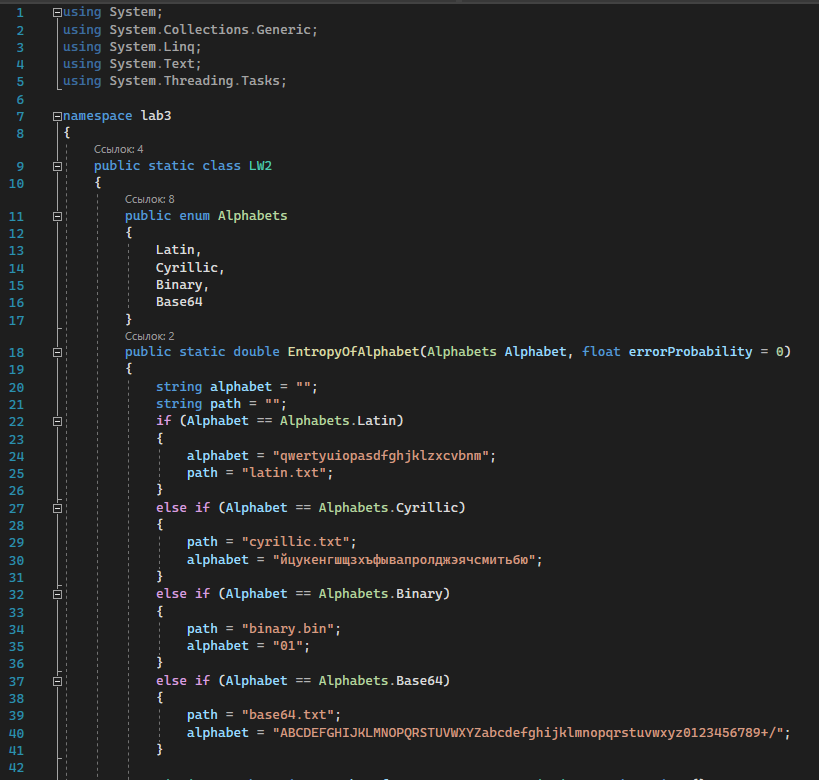 1 using System;
2 using System.Collections.Generic;
3 using System.Linq;
4 using System.Text;
5 using System.Threading.Tasks;
6
7 namespace lab3
8 {
Ссылок: 4
9 public static class LW2
10 {
Ссылок: 8
11 public enum Alphabets
12 {
13 Latin,
14 Cyrillic,
15 Binary,
16 Base64
17 }
Ссылок: 2
18 public static double EntropyOfAlphabet(Alphabets Alphabet, float errorProbability = 0)
19 {
20 string alphabet = "";
21 string path = "";
22 if (Alphabet == Alphabets.Latin)
23 {
24 alphabet = "qwertyuiopasdfghjklzxcvbnm";
25 path = "latin.txt";
26 }
27 else if (Alphabet == Alphabets.Cyrillic)
28 {
29 path = "cyrillic.txt";
30 alphabet = "йцукенгшщзхъфывапролджэячсмитьбю";
31 }
32 else if (Alphabet == Alphabets.Binary)
33 {
34 path = "binary.bin";
35 alphabet = "01";
36 }
37 else if (Alphabet == Alphabets.Base64)
38 {
39 path = "base64.txt";
40 alphabet = "ABCDEFGHIJKLMNOPQRSTUVWXYZabcdefghijklmnopqrstuvwxyz0123456789+/";
41 }
42